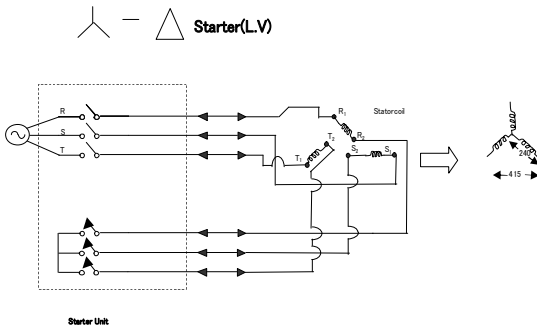 Starter(L.V)
R
S
T
R1
Statorcoil
T2
R2
T1
S2
S1
240
415
Starter Unit